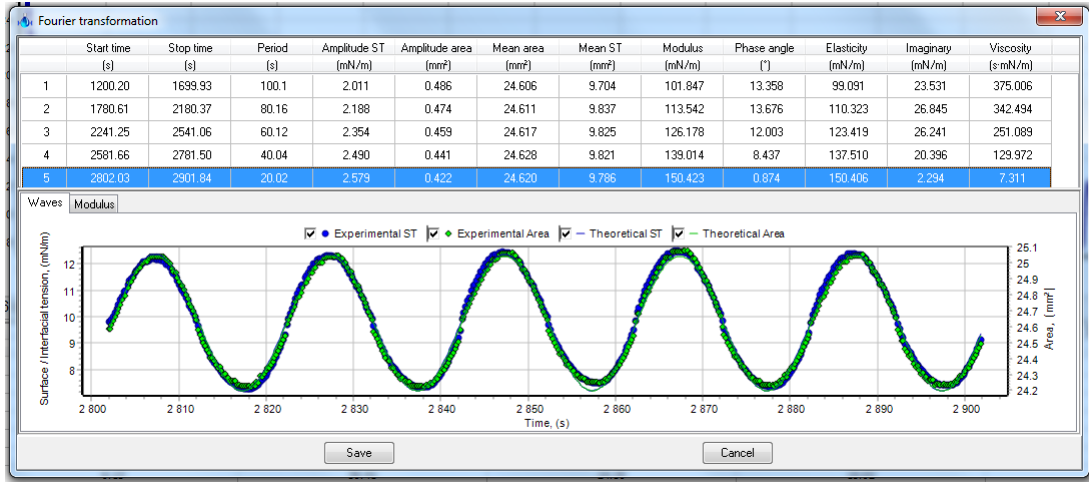 Fourier transformation
Start time Stop time Period Amplitude ST Amplitude area Mean area Mean ST Modulus Phase angle Elasticity Imaginary Viscosity
(s) (s) (s) (mN/m) (mm²) (mm²) (mN/m) (mN/m) (°) (mN/m) (mN/m) (s·mN/m)
1 1200.20 1699.93 100.1 2.011 0.486 24.606 9.704 101.847 13.358 99.091 23.531 375.006
2 1780.61 2180.37 80.16 2.188 0.474 24.611 9.837 113.542 13.676 110.323 26.845 342.494
3 2241.25 2541.06 60.12 2.354 0.459 24.617 9.825 126.178 12.003 123.419 26.241 251.089
4 2581.66 2781.50 40.04 2.490 0.441 24.628 9.821 139.014 8.437 137.510 20.396 129.972
5 2802.03 2901.84 20.02 2.579 0.422 24.620 9.786 150.423 0.874 150.406 2.294 7.311
Waves Modulus
Experimental ST Experimental Area Theoretical ST Theoretical Area
Surface / Interfacial tension, (mN/m)
12
11
10
9
8
25.1
25
24.9
24.8
24.7
24.6
24.5
24.4
24.3
24.2
Area, [mm²]
2 800 2 810 2 820 2 830 2 840 2 850 2 860 2 870 2 880 2 890 2 900
Time, (s)
Save Cancel